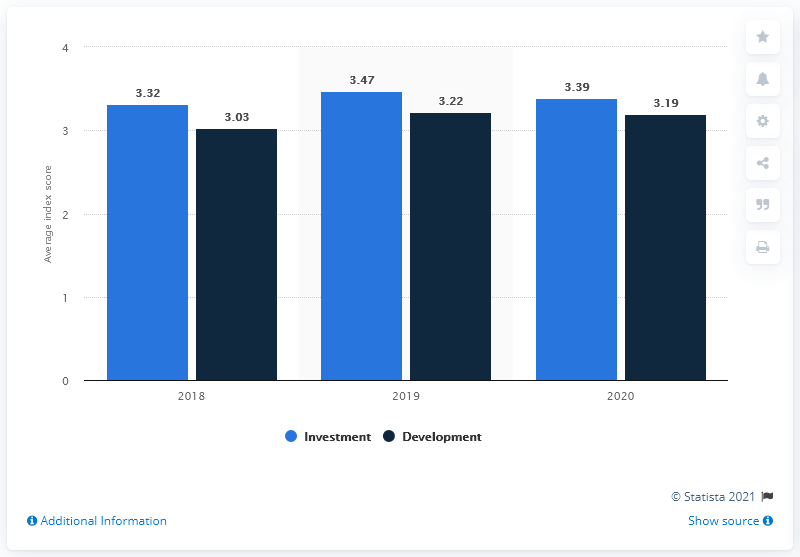 4
3.47
3.39
3.32
3.22
3.19
3.03
3
Average index score
2
1
0
2018 2019 2020
Investment Development
© Statista 2021
Additional Information Show source